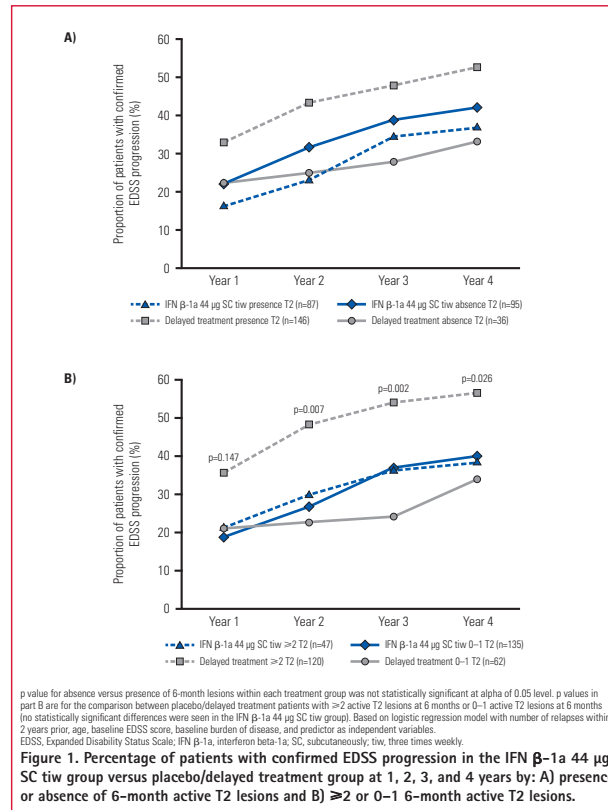 A)
Proportion of patients with confirmed
EDSS progression (%)
60
50
40
30
20
10
0
Year 1 Year 2 Year 3 Year 4
IFN β-1a 44 μg SC tiw presence T2 (n=87) IFN β-1a 44 μg SC tiw absence T2 (n=95)
Delayed treatment presence T2 (n=146) Delayed treatment absence T2 (n=36)
B)
Proportion of patients with confirmed
EDSS progression (%)
60
50
40
30
20
10
0
p=0.147
p=0.007
p=0.002
p=0.026
Year 1 Year 2 Year 3 Year 4
IFN β-1a 44 μg SC tiw ≥2 T2 (n=47) IFN β-1a 44 μg SC tiw 0–1 T2 (n=135)
Delayed treatment ≥2 T2 (n=120) Delayed treatment 0–1 T2 (n=62)
p value for absence versus presence of 6-month lesions within each treatment group was not statistically significant at alpha of 0.05 level. p values in
part B are for the comparison between placebo/delayed treatment patients with ≥2 active T2 lesions at 6 months or 0–1 active T2 lesions at 6 months
(no statistically significant differences were seen in the IFN β-1a 44 μg SC tiw group). Based on logistic regression model with number of relapses within
2 years prior, age, baseline EDSS score, baseline burden of disease, and predictor as independent variables.
EDSS, Expanded Disability Status Scale; IFN β-1a, interferon beta-1a; SC, subcutaneously; tiw, three times weekly.
Figure 1. Percentage of patients with confirmed EDSS progression in the IFN β–1a 44 μg
SC tiw group versus placebo/delayed treatment group at 1, 2, 3, and 4 years by: A) presence
or absence of 6-month active T2 lesions and B) ≥2 or 0–1 6-month active T2 lesions.